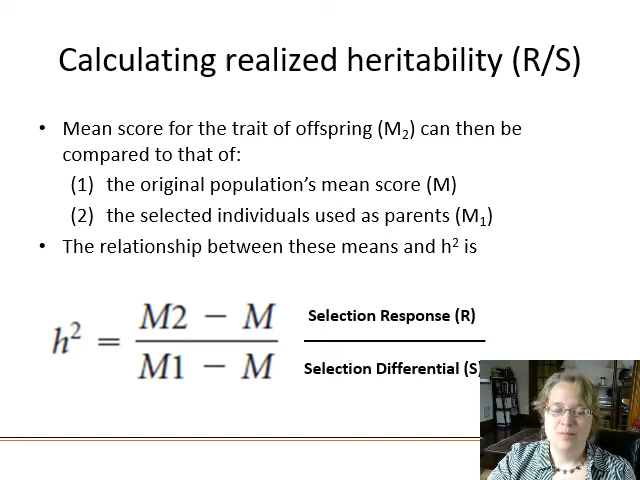 Calculating realized heritability (R/S)
• Mean score for the trait of offspring (M₂) can then be
compared to that of:
(1) the original population's mean score (M)
(2) the selected individuals used as parents (M₁)
• The relationship between these means and h² is
h² = (M2 − M) / (M1 − M)
Selection Response (R)
Selection Differential (S)